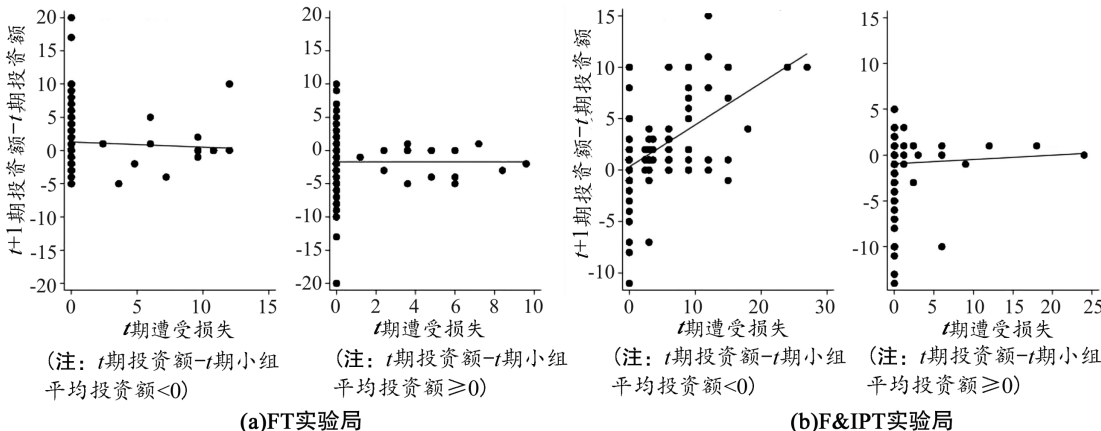 t+1期投资额-t期投资额
20
15
10
5
0
-5
-10
15
20
0 5 10 15
t期遭受损失
(注: t期投资额-t期小组
平均投资额<0)
20
15
10
5
0
-5
-10
-15
-20
0 2 4 6 8 10
t期遭受损失
(注: t期投资额-t期小组
平均投资额≥0)
(a)FT实验局
t+1期投资额-t期投资额
15
10
5
0
-5
-10
0 10 20 30
t期遭受损失
(注: t期投资额-t期小组
平均投资额<0)
15
10
5
0
-5
-10
0 5 10 15 20 25
t期遭受损失
(注: t期投资额-t期小组
平均投资额≥0)
(b)F&IPT实验局